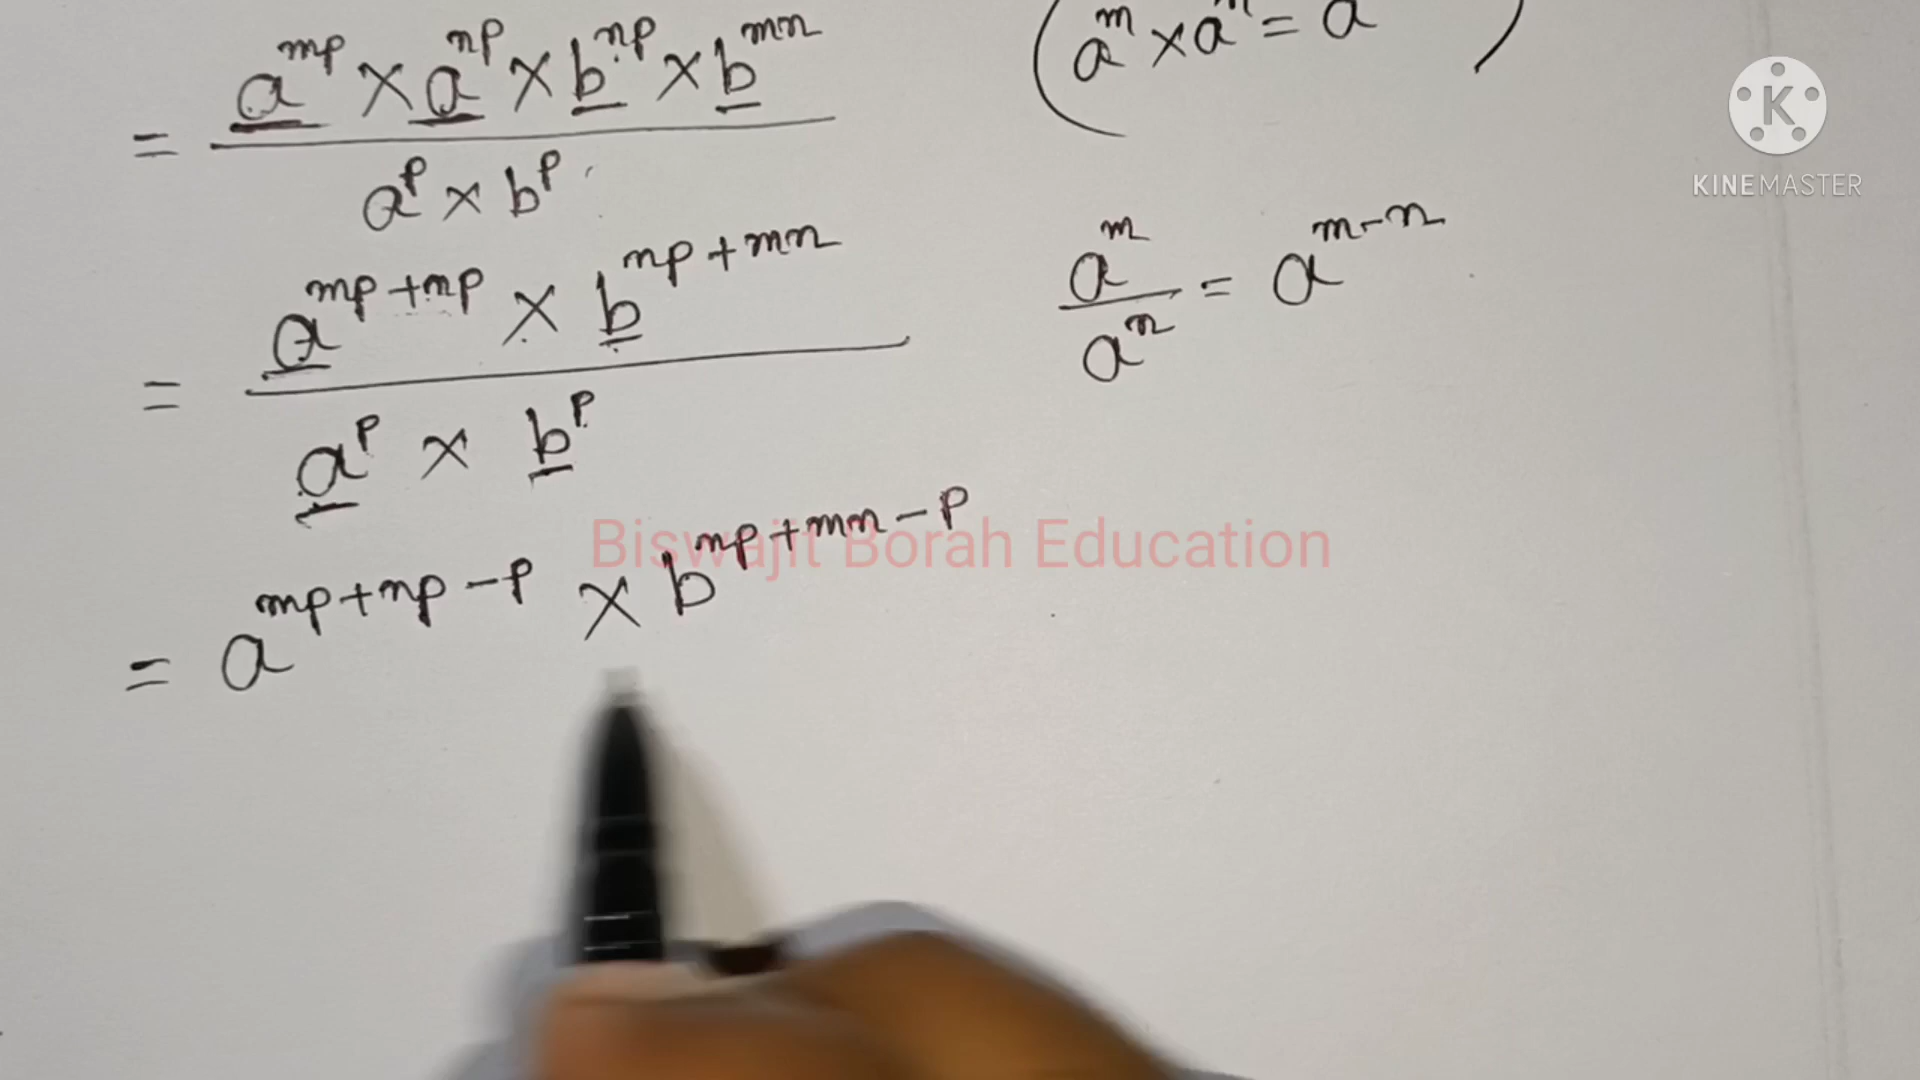 = a^mp × a^np × b^np × b^mn / a^p × b^p
(a^m × a^n = a )
= a^mp+np × b^np+mn / a^p × b^p
a^m / a^n = a^m-n
= a^mp+np-p × b^np+mn-p
Biswajit Borah Education
K
KINEMASTER